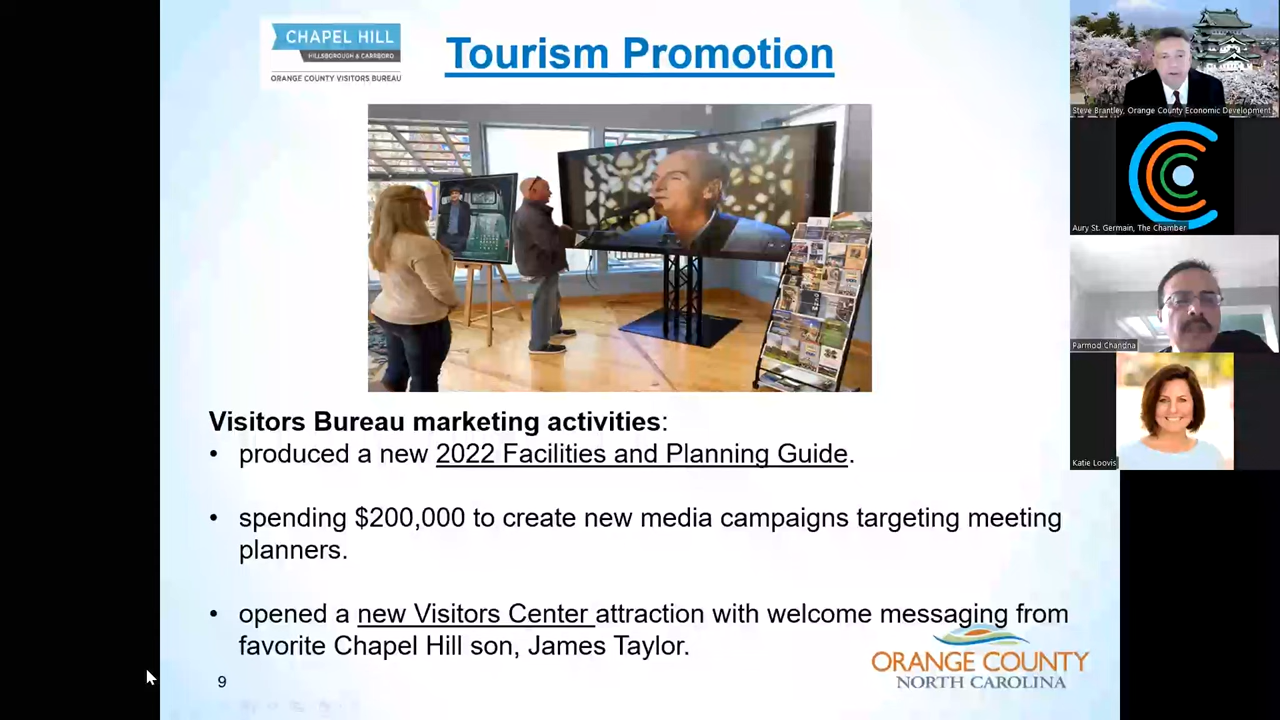 CHAPEL HILL
HILLSBOROUGH & CARRBORO
ORANGE COUNTY VISITORS BUREAU
Tourism Promotion
Visitors Bureau marketing activities:
• produced a new 2022 Facilities and Planning Guide.
• spending $200,000 to create new media campaigns targeting meeting
planners.
• opened a new Visitors Center attraction with welcome messaging from
favorite Chapel Hill son, James Taylor.
9
ORANGE COUNTY
NORTH CAROLINA
Steve Brantley, Orange County Economic Development
Aury St. Germain, The Chamber
Parmod Chandna
Katie Loovis